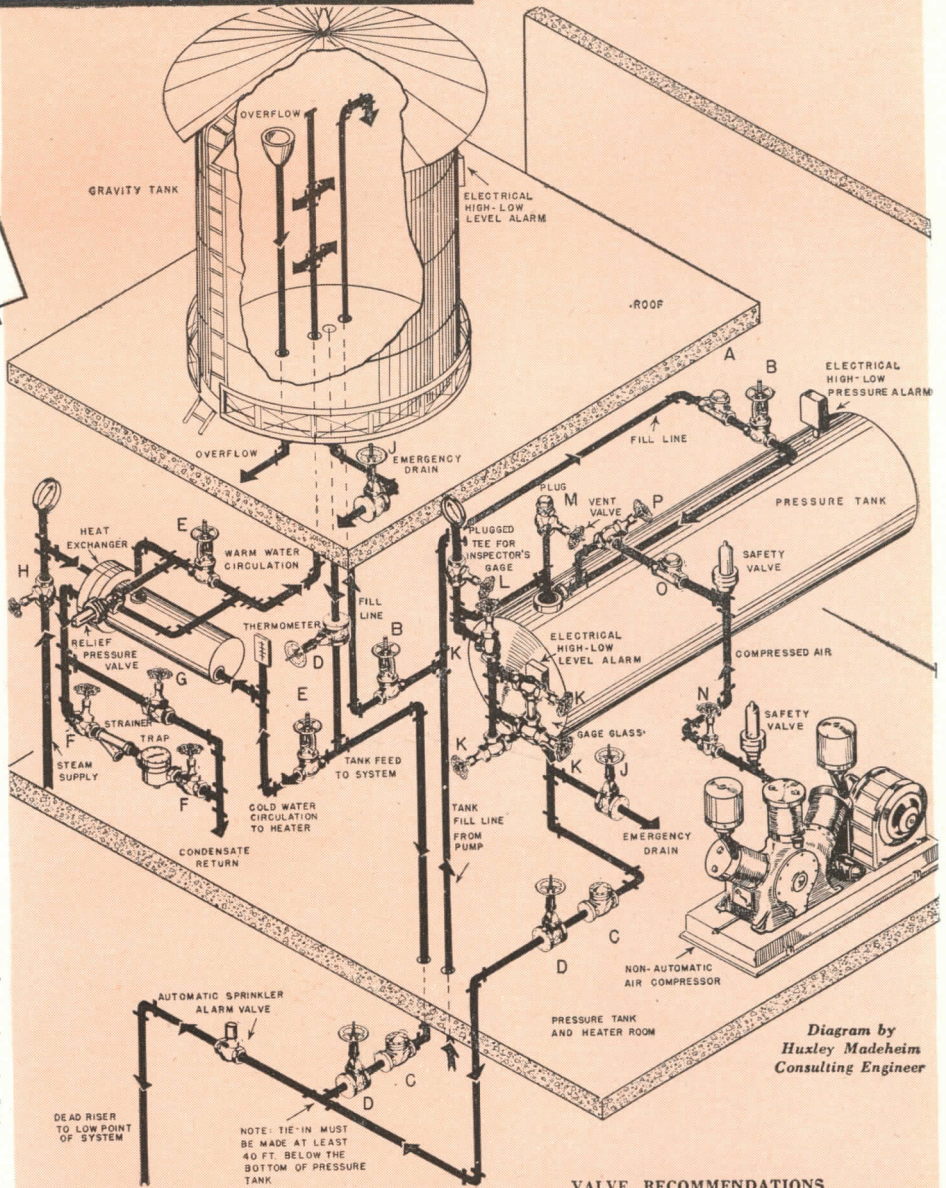 OVERFLOW
GRAVITY TANK
ELECTRICAL
HIGH-LOW
LEVEL ALARM
ROOF
A
B
ELECTRICAL
HIGH-LOW
PRESSURE ALARM
FILL LINE
OVERFLOW
J
EMERGENCY
DRAIN
PLUG
M
VENT
VALVE
P
PRESSURE TANK
HEAT
EXCHANGER
E
WARM WATER
CIRCULATION
PLUGGED
TEE FOR
INSPECTOR'S
GAGE
L
O
SAFETY
VALVE
H
FILL
LINE
THERMOMETER
D
B
K
ELECTRICAL
HIGH-LOW
LEVEL ALARM
COMPRESSED AIR
RELIEF
PRESSURE
VALVE
G
E
K
N
SAFETY
VALVE
STRAINER
F
TRAP
F
STEAM
SUPPLY
TANK FEED
TO SYSTEM
K
GAGE GLASS
K
J
COLD WATER
CIRCULATION
TO HEATER
TANK
FILL LINE
FROM
PUMP
EMERGENCY
DRAIN
CONDENSATE
RETURN
C
D
NON-AUTOMATIC
AIR COMPRESSOR
AUTOMATIC SPRINKLER
ALARM VALVE
PRESSURE TANK
AND HEATER ROOM
Diagram by
Huxley Madeheim
Consulting Engineer
C
D
DEAD RISER
TO LOW POINT
OF SYSTEM
NOTE: TIE-IN MUST
BE MADE AT LEAST
40 FT. BELOW THE
BOTTOM OF PRESSURE
TANK
VALVE RECOMMENDATIONS